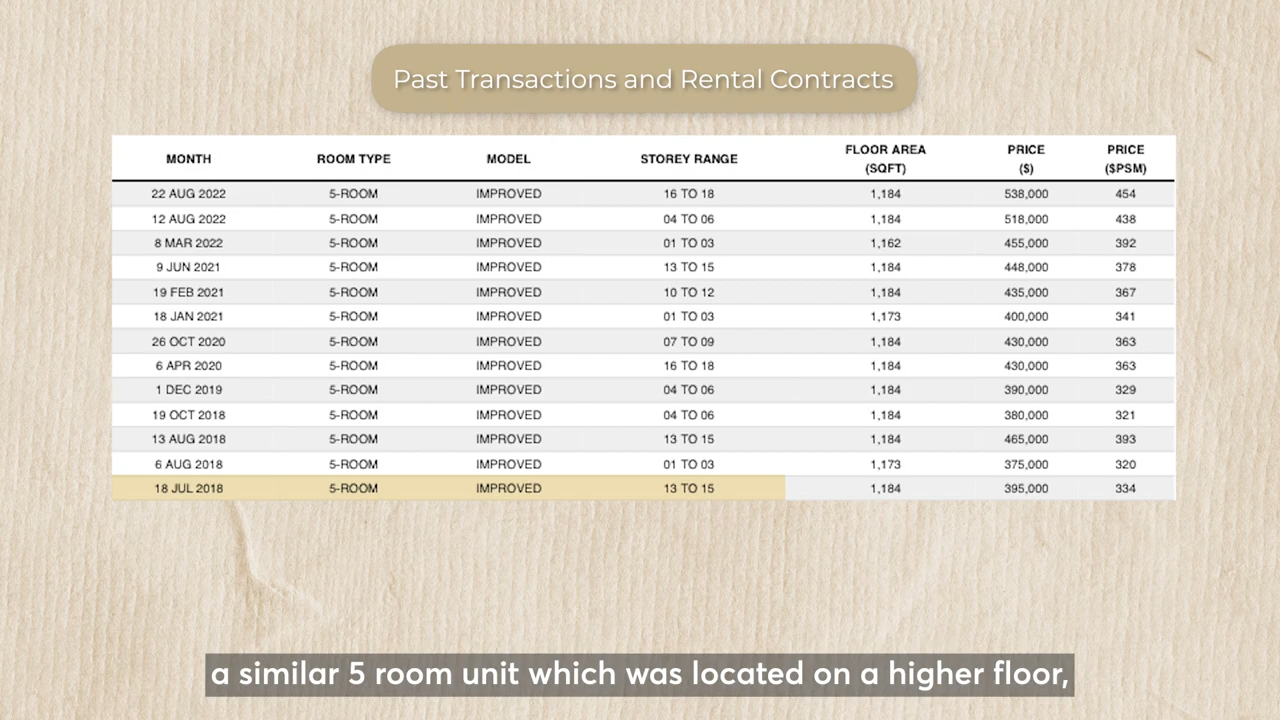 Past Transactions and Rental Contracts
MONTH ROOM TYPE MODEL STOREY RANGE FLOOR AREA (SQFT) PRICE ($) PRICE ($PSM)
22 AUG 2022 5-ROOM IMPROVED 16 TO 18 1,184 538,000 454
12 AUG 2022 5-ROOM IMPROVED 04 TO 06 1,184 518,000 438
8 MAR 2022 5-ROOM IMPROVED 01 TO 03 1,162 455,000 392
9 JUN 2021 5-ROOM IMPROVED 13 TO 15 1,184 448,000 378
19 FEB 2021 5-ROOM IMPROVED 10 TO 12 1,184 435,000 367
18 JAN 2021 5-ROOM IMPROVED 01 TO 03 1,173 400,000 341
26 OCT 2020 5-ROOM IMPROVED 07 TO 09 1,184 430,000 363
6 APR 2020 5-ROOM IMPROVED 16 TO 18 1,184 430,000 363
1 DEC 2019 5-ROOM IMPROVED 04 TO 06 1,184 390,000 329
19 OCT 2018 5-ROOM IMPROVED 04 TO 06 1,184 380,000 321
13 AUG 2018 5-ROOM IMPROVED 13 TO 15 1,184 465,000 393
6 AUG 2018 5-ROOM IMPROVED 01 TO 03 1,173 375,000 320
18 JUL 2018 5-ROOM IMPROVED 13 TO 15 1,184 395,000 334
a similar 5 room unit which was located on a higher floor,